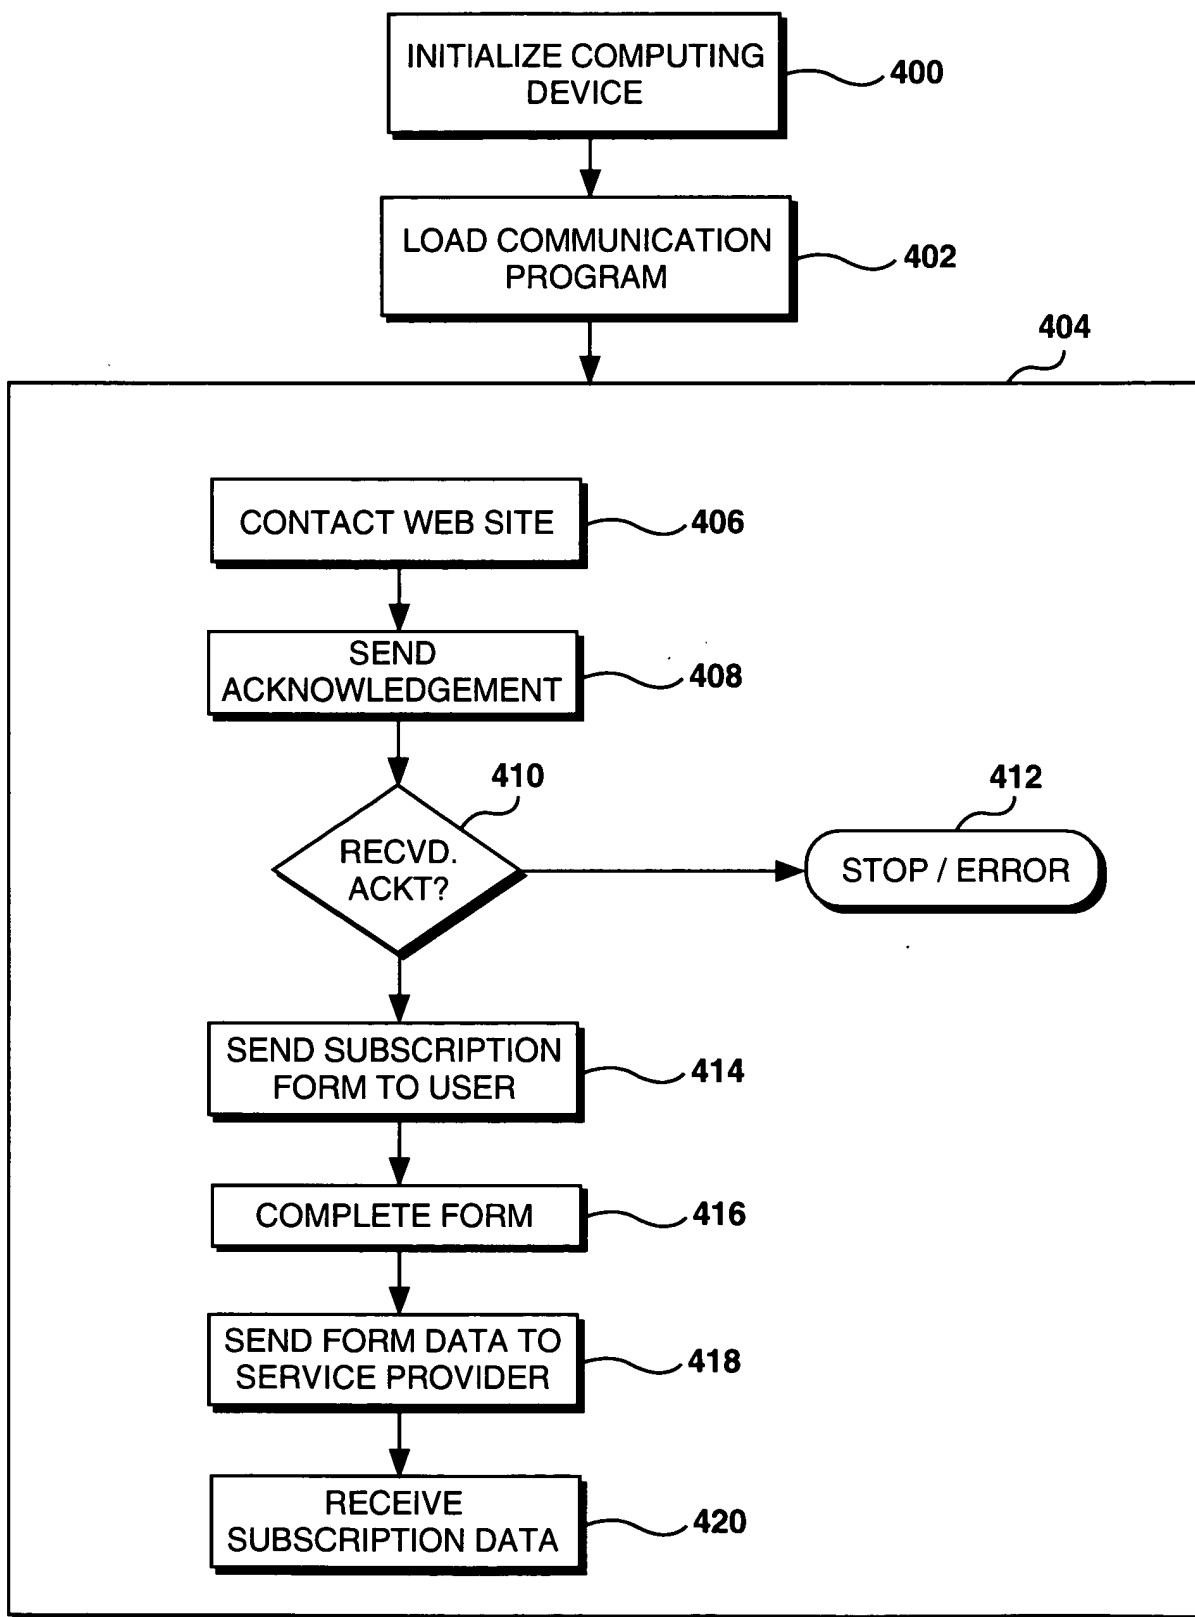 INITIALIZE COMPUTING
DEVICE
400
LOAD COMMUNICATION
PROGRAM
402
404
CONTACT WEB SITE
406
SEND
ACKNOWLEDGEMENT
408
410
RECVD.
ACKT?
412
STOP / ERROR
SEND SUBSCRIPTION
FORM TO USER
414
COMPLETE FORM
416
SEND FORM DATA TO
SERVICE PROVIDER
418
RECEIVE
SUBSCRIPTION DATA
420